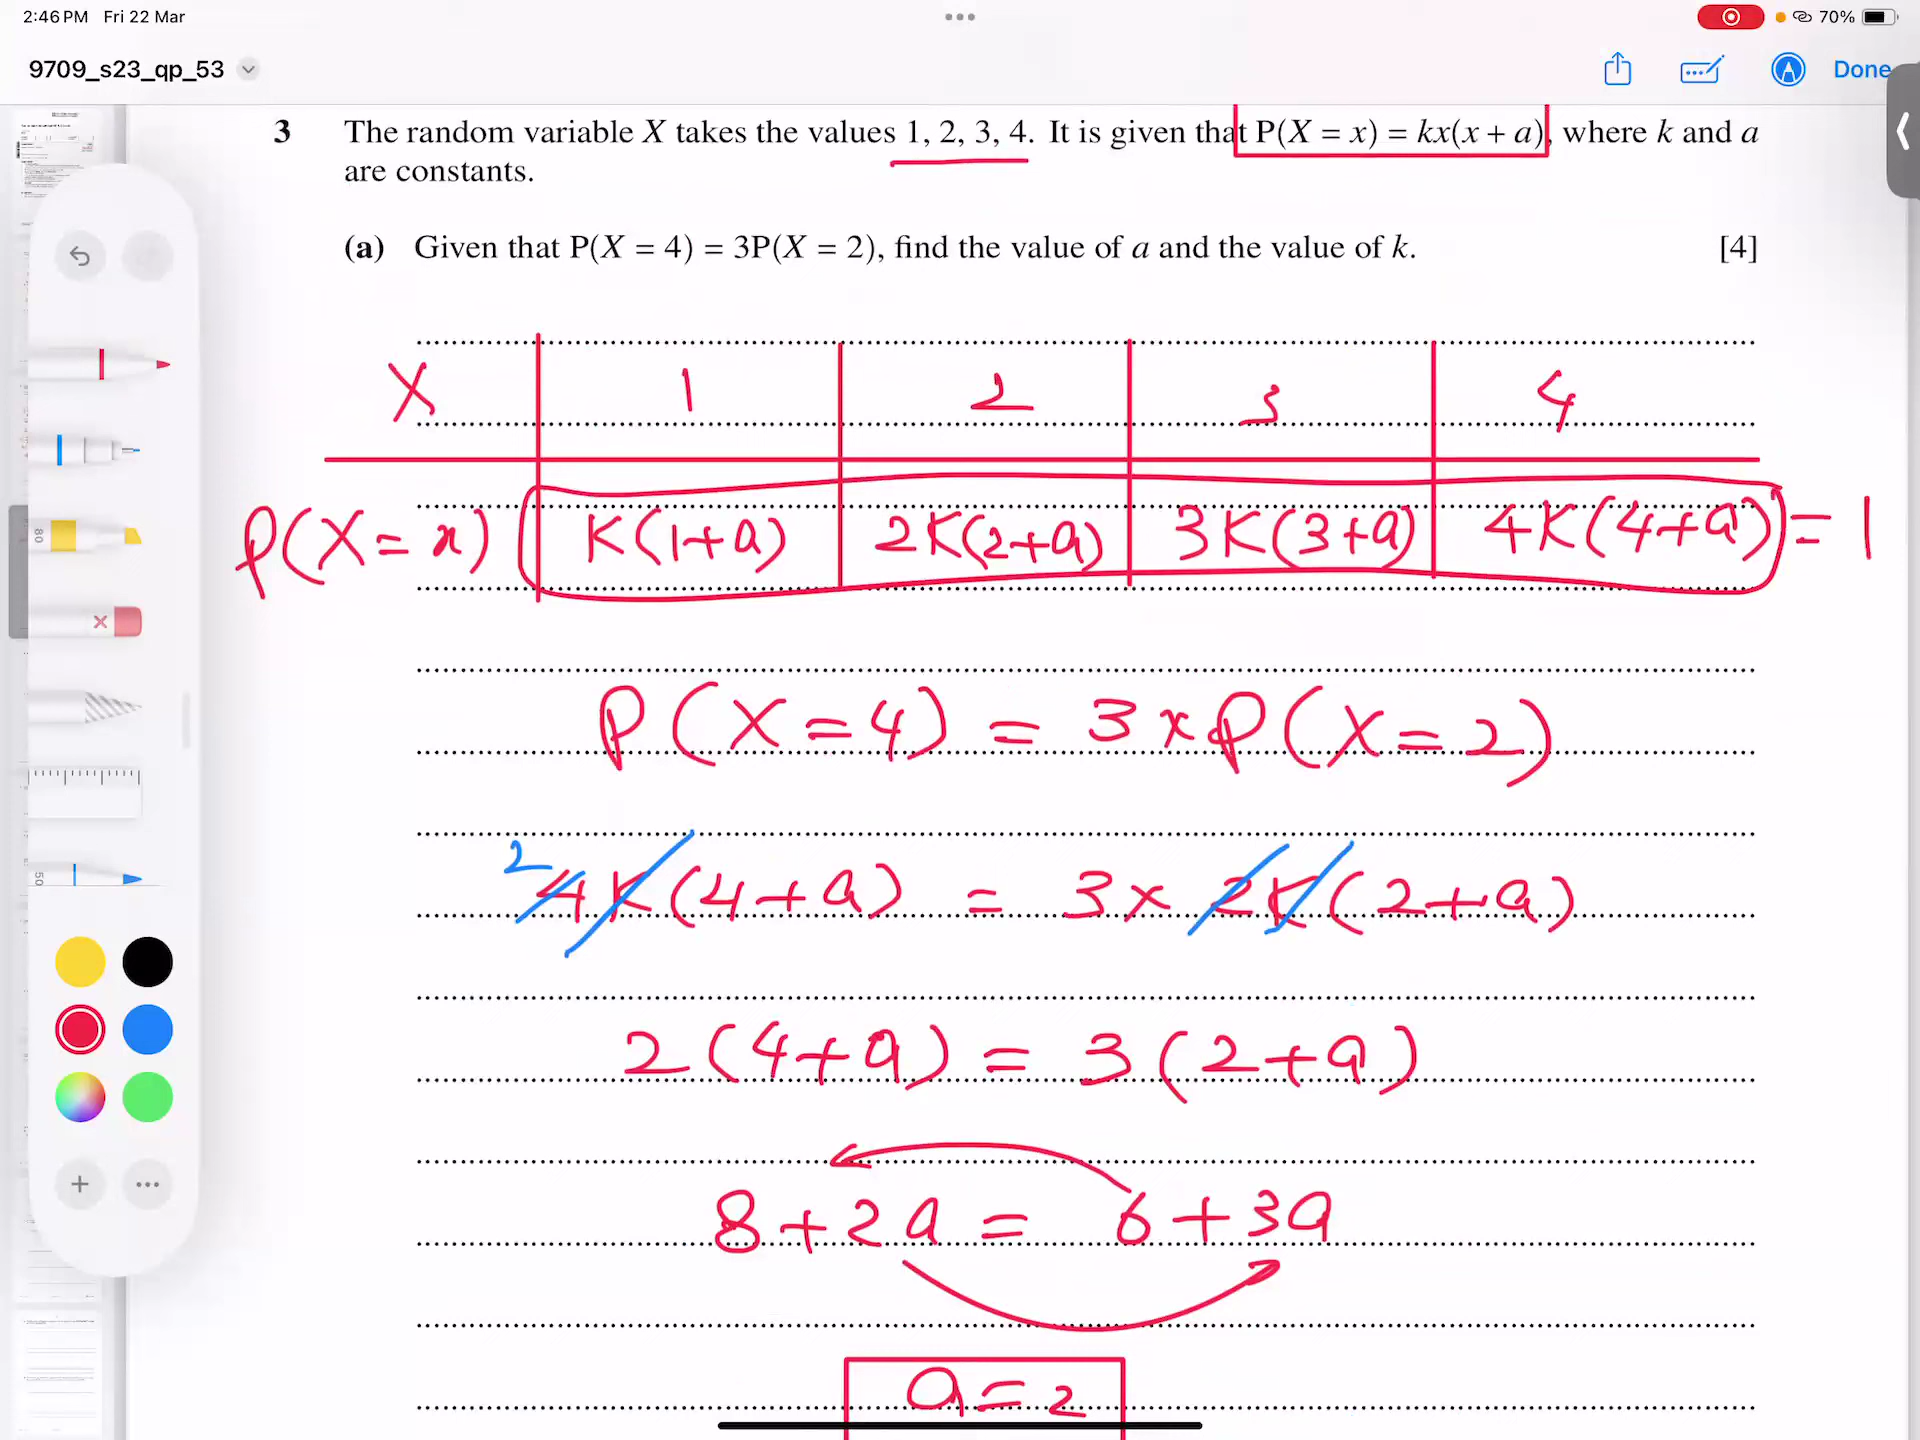 2:46 PM Fri 22 Mar
70%
9709_s23_qp_53
Done
3 The random variable X takes the values 1, 2, 3, 4. It is given that P(X = x) = kx(x + a), where k and a
are constants.
(a) Given that P(X = 4) = 3P(X = 2), find the value of a and the value of k. [4]
X 1 2 3 4
P(X=x) K(1+a) 2K(2+a) 3K(3+a) 4K(4+a) = 1
P(X=4) = 3×P(X=2)
2
4K(4+a) = 3× 2K(2+a)
2(4+a) = 3(2+a)
8+2a = 6+3a
a=2
80
50